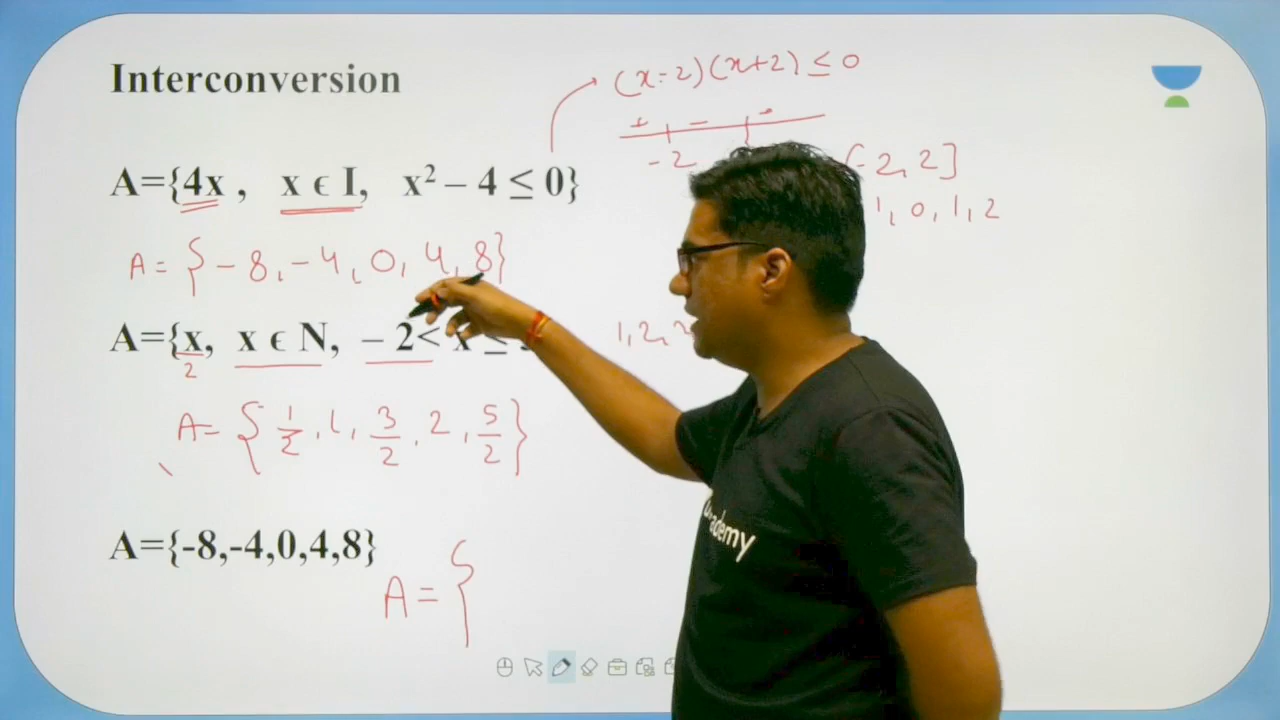 Interconversion
(x-2)(x+2) ≤ 0
+ - +
-2
A={4x , x ϵ I, x² – 4 ≤ 0}
-2, 2]
1, 0, 1, 2
A = { -8, -4, 0, 4, 8}
A={x, x ϵ N, – 2< x ≤
2
1, 2,
A= { 1/2, 1, 3/2, 2, 5/2 }
A={-8,-4,0,4,8}
A = {